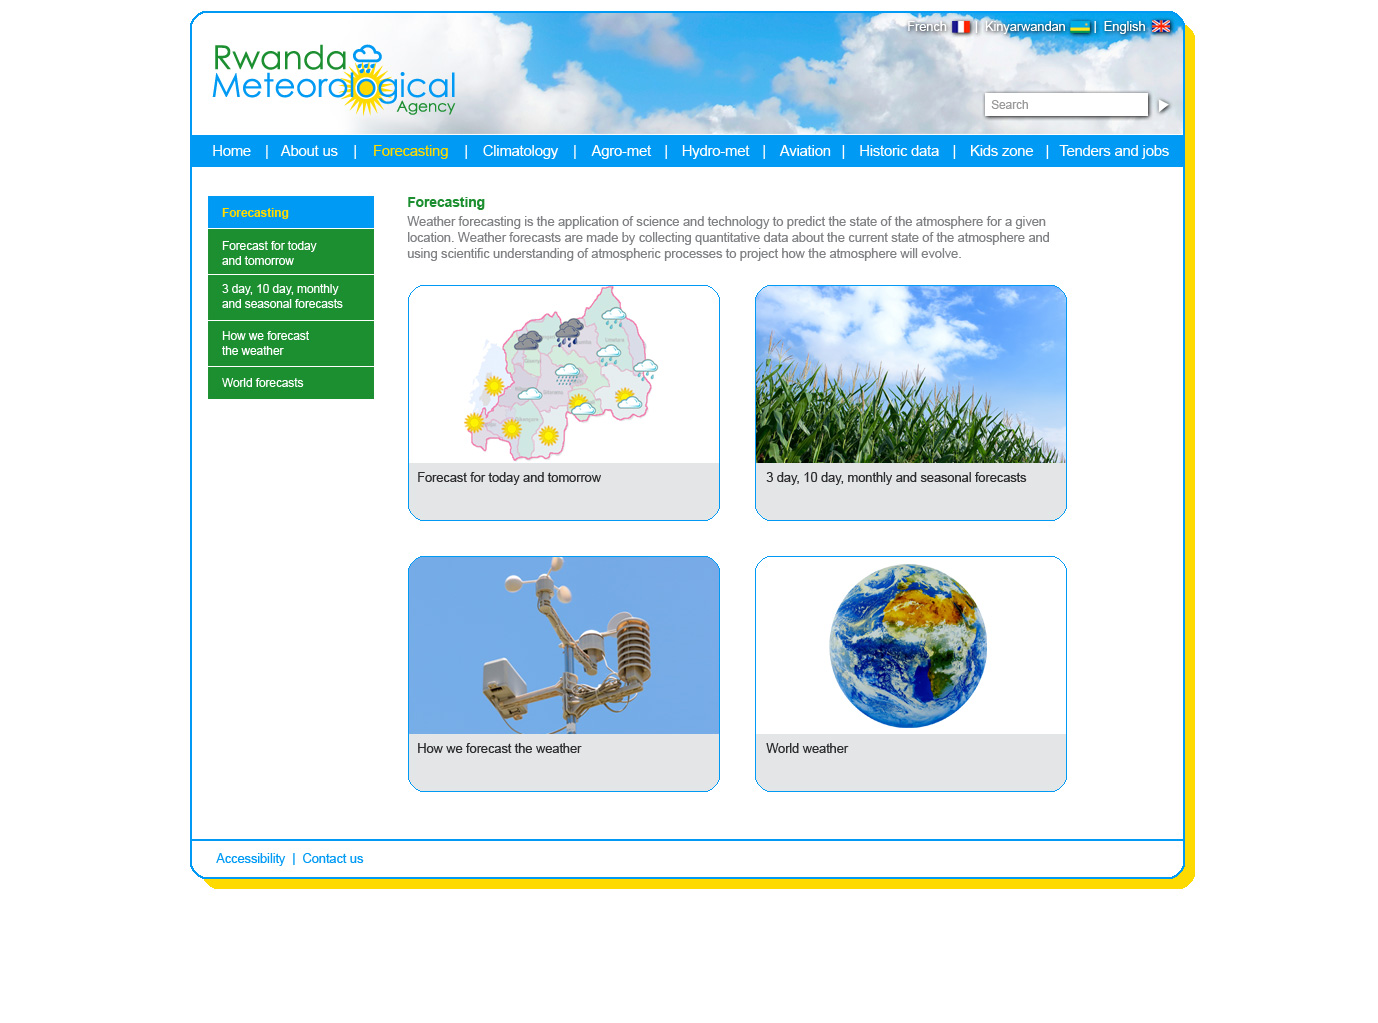 French | Kinyarwandan | English
Rwanda
Meteorological
Agency
Search
Home | About us | Forecasting | Climatology | Agro-met | Hydro-met | Aviation | Historic data | Kids zone | Tenders and jobs
Forecasting
Forecast for today
and tomorrow
3 day, 10 day, monthly
and seasonal forecasts
How we forecast
the weather
World forecasts
Forecasting
Weather forecasting is the application of science and technology to predict the state of the atmosphere for a given
location. Weather forecasts are made by collecting quantitative data about the current state of the atmosphere and
using scientific understanding of atmospheric processes to project how the atmosphere will evolve.
Forecast for today and tomorrow
3 day, 10 day, monthly and seasonal forecasts
How we forecast the weather
World weather
Accessibility | Contact us